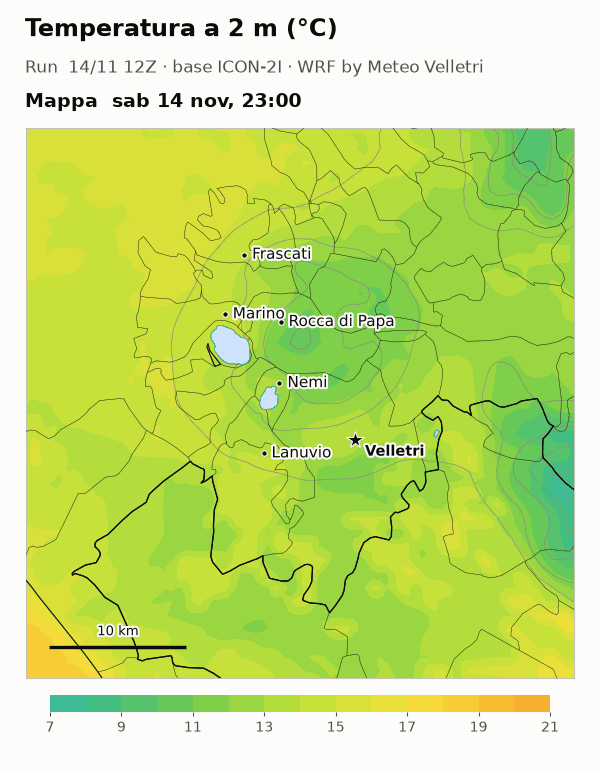 Temperatura a 2 m (°C)
Run  14/11 12Z · base ICON-2I · WRF by Meteo Velletri
Mappa  sab 14 nov, 23:00
Frascati
Marino
Rocca di Papa
Nemi
Velletri
Lanuvio
10 km
7 9 11 13 15 17 19 21